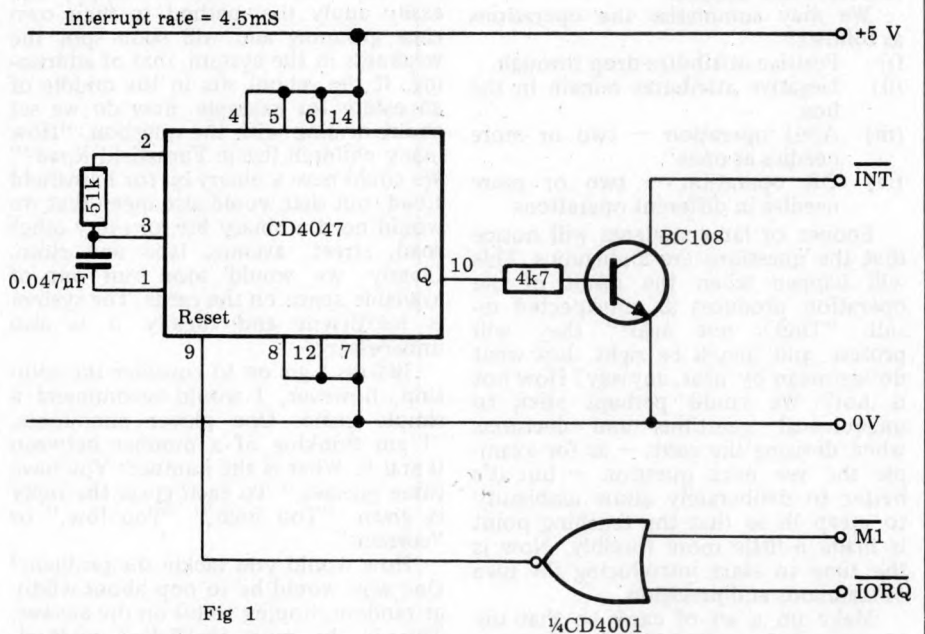 Interrupt rate = 4.5mS
+5 V
4 5 6 14
2
51k
3
0.047µF
1
CD4047
Q
10
4k7
BC108
INT
Reset
9
8 12 7
0V
M1
IORQ
Fig 1
¼CD4001